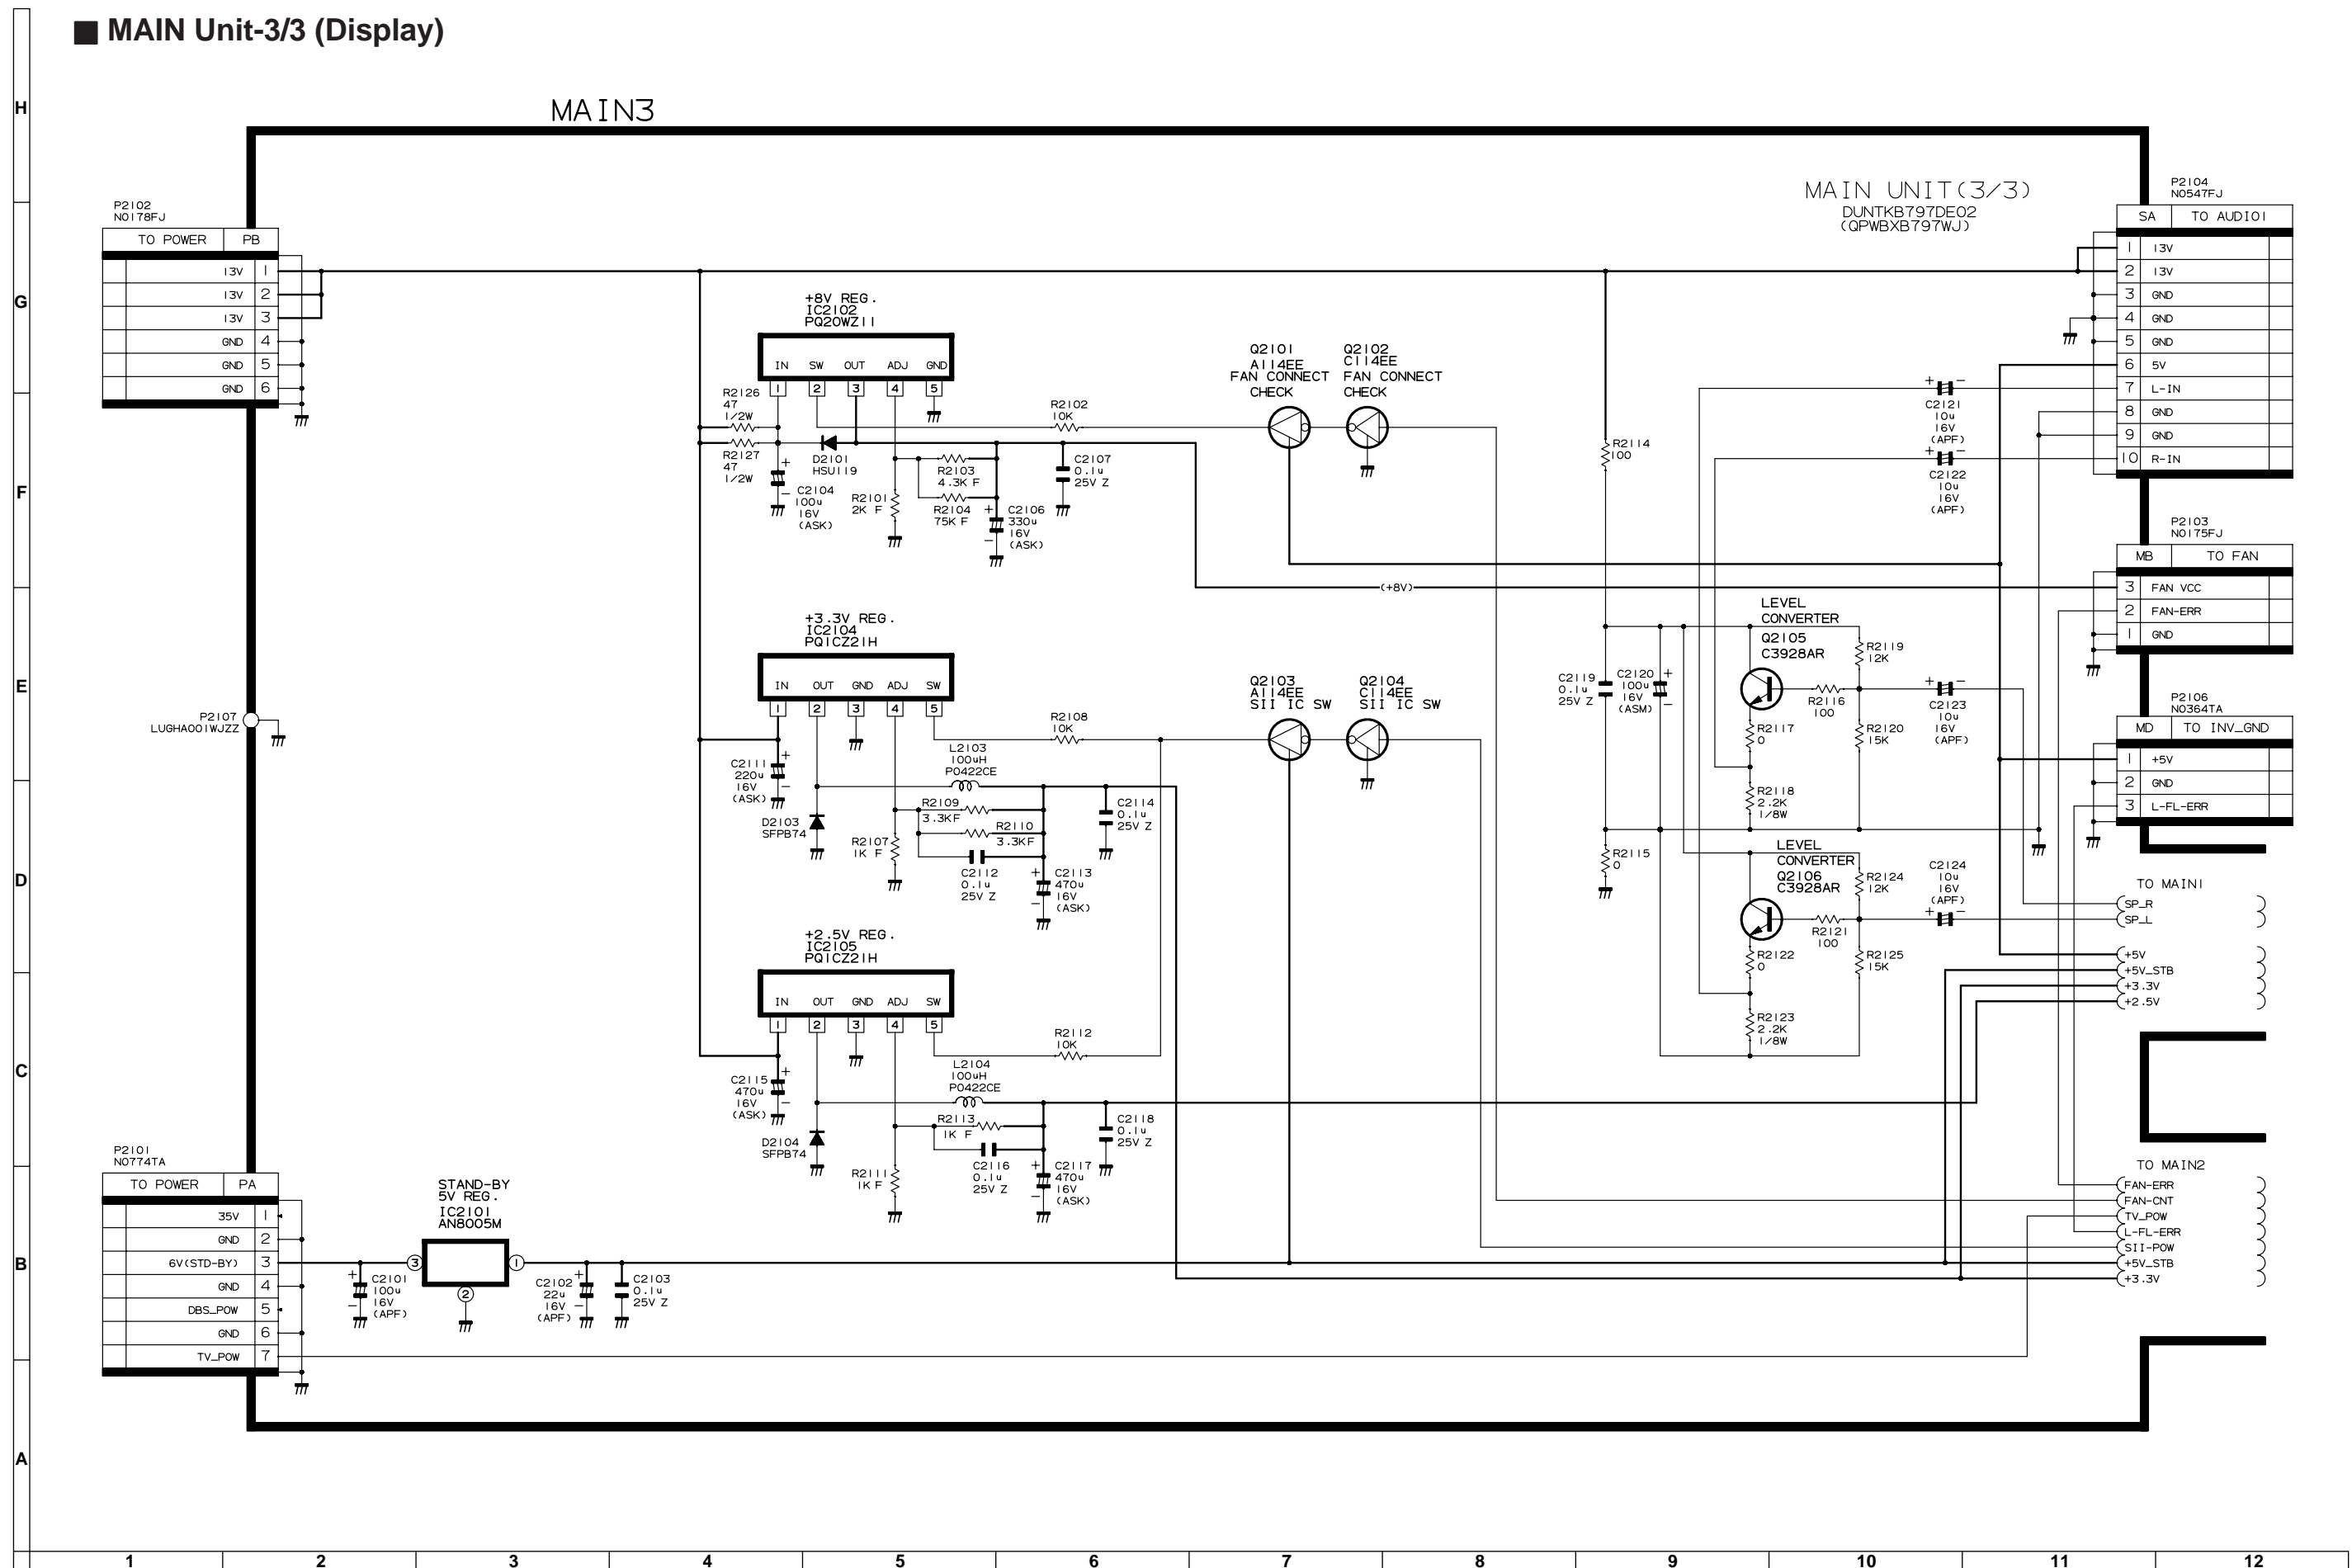 ■ MAIN Unit-3/3 (Display)
MAIN3
MAIN UNIT(3/3)
DUNTKB797DE02
(QPWBXB797WJ)
H
G
F
E
D
C
B
A
P2102
N0178FJ
TO POWER PB
13V 1
13V 2
13V 3
GND 4
GND 5
GND 6
P2107
LUGHA001WJZZ
P2101
N0774TA
TO POWER PA
35V 1
GND 2
6V(STD-BY) 3
GND 4
DBS_POW 5
GND 6
TV_POW 7
STAND-BY
5V REG.
IC2101
AN8005M
3
1
2
+
-
C2101
100u
16V
(APF)
+
-
C2102
22u
16V
(APF)
C2103
0.1u
25V Z
+8V REG.
IC2102
PQ20WZ11
IN SW OUT ADJ GND
1 2 3 4 5
R2126
47
1/2W
R2127
47
1/2W
D2101
HSU119
+
-
C2104
100u
16V
(ASK)
R2101
2K F
R2103
4.3K F
R2104
75K F
+
-
C2106
330u
16V
(ASK)
R2102
10K
C2107
0.1u
25V Z
Q2101
A114EE
FAN CONNECT
CHECK
Q2102
C114EE
FAN CONNECT
CHECK
(+8V)
+3.3V REG.
IC2104
PQ1CZ21H
IN OUT GND ADJ SW
1 2 3 4 5
+
-
C2111
220u
16V
(ASK)
D2103
SFPB74
L2103
100uH
P0422CE
R2108
10K
R2109
3.3KF
R2110
3.3KF
R2107
1K F
C2112
0.1u
25V Z
+
-
C2113
470u
16V
(ASK)
C2114
0.1u
25V Z
Q2103
A114EE
SII IC SW
Q2104
C114EE
SII IC SW
+2.5V REG.
IC2105
PQ1CZ21H
IN OUT GND ADJ SW
1 2 3 4 5
+
-
C2115
470u
16V
(ASK)
D2104
SFPB74
L2104
100uH
P0422CE
R2112
10K
R2113
1K F
R2111
1K F
C2116
0.1u
25V Z
+
-
C2117
470u
16V
(ASK)
C2118
0.1u
25V Z
R2114
100
C2119
0.1u
25V Z
C2120
100u
16V
(ASM)
+
-
R2115
0
LEVEL
CONVERTER
Q2105
C3928AR
R2119
12K
R2116
100
R2117
0
R2120
15K
R2118
2.2K
1/8W
LEVEL
CONVERTER
Q2106
C3928AR
R2124
12K
R2121
100
R2122
0
R2125
15K
R2123
2.2K
1/8W
+ -
C2121
10u
16V
(APF)
+ -
C2122
10u
16V
(APF)
+ -
C2123
10u
16V
(APF)
C2124
10u
16V
(APF)
+ -
P2104
N0547FJ
SA TO AUDIO1
1 13V
2 13V
3 GND
4 GND
5 GND
6 5V
7 L-IN
8 GND
9 GND
10 R-IN
P2103
N0175FJ
MB TO FAN
3 FAN VCC
2 FAN-ERR
1 GND
P2106
N0364TA
MD TO INV_GND
1 +5V
2 GND
3 L-FL-ERR
TO MAIN1
SP_R
SP_L
+5V
+5V_STB
+3.3V
+2.5V
TO MAIN2
FAN-ERR
FAN-CNT
TV_POW
L-FL-ERR
SII-POW
+5V_STB
+3.3V
1 2 3 4 5 6 7 8 9 10 11 12